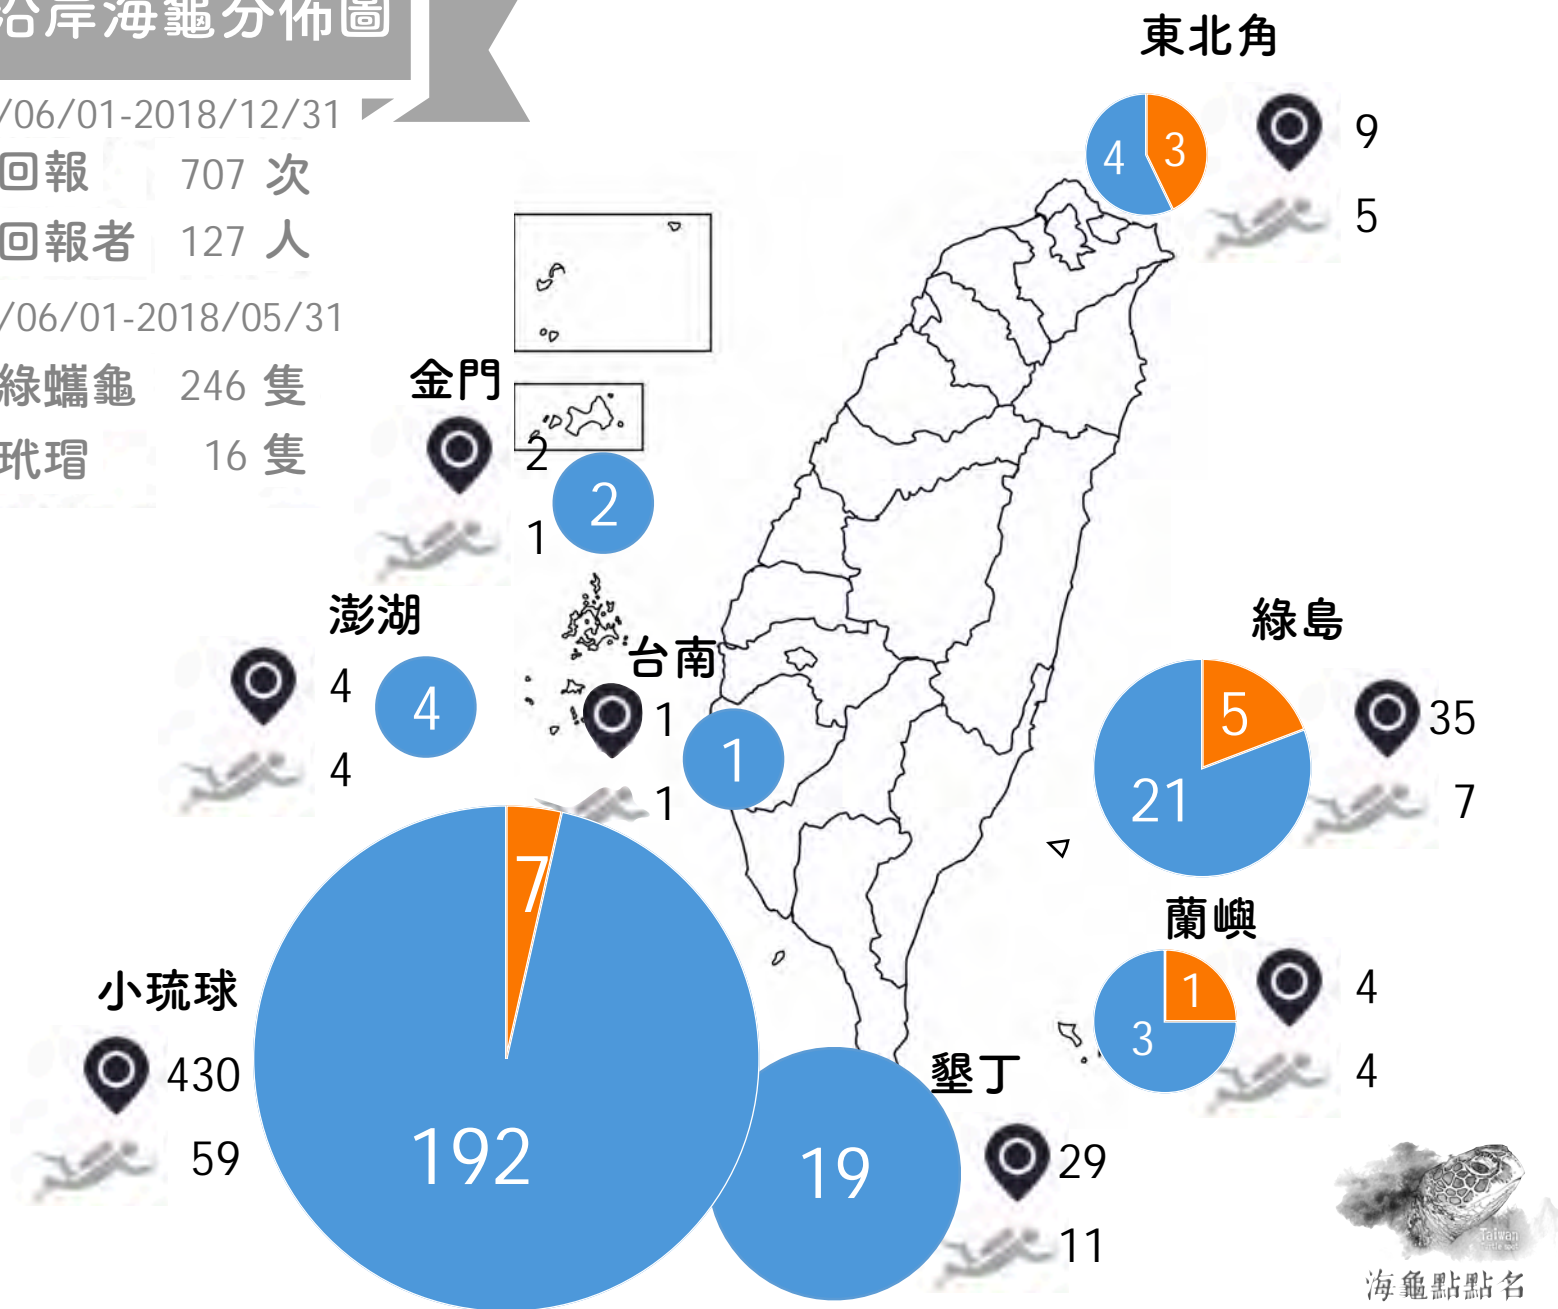 沿岸海龜分佈圖
/06/01-2018/12/31
回報 707 次
回報者 127 人
/06/01-2018/05/31
綠蠵龜 246 隻
玳瑁 16 隻
東北角
4
3
9
5
金門
2
1
2
澎湖
4
4
4
台南
1
1
1
綠島
5
21
35
7
蘭嶼
1
3
4
4
小琉球
430
59
7
192
墾丁
19
29
11
Taiwan
turtle spot
海龜點點名